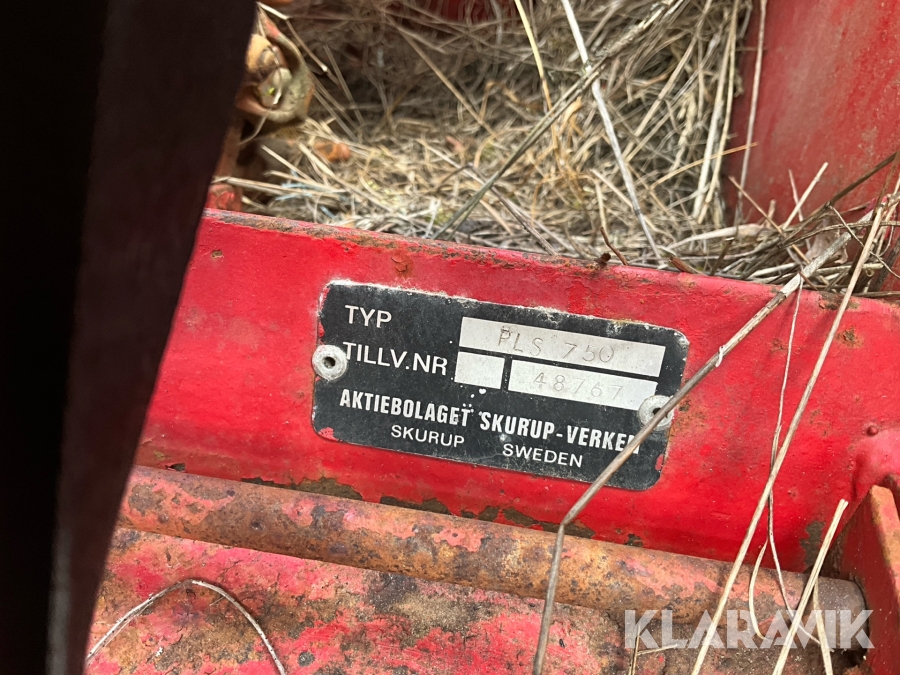 TYP PLS 750
TILLV.NR 48767
AKTIEBOLAGET SKURUP-VERKEN
SKURUP SWEDEN
KLARAVIK